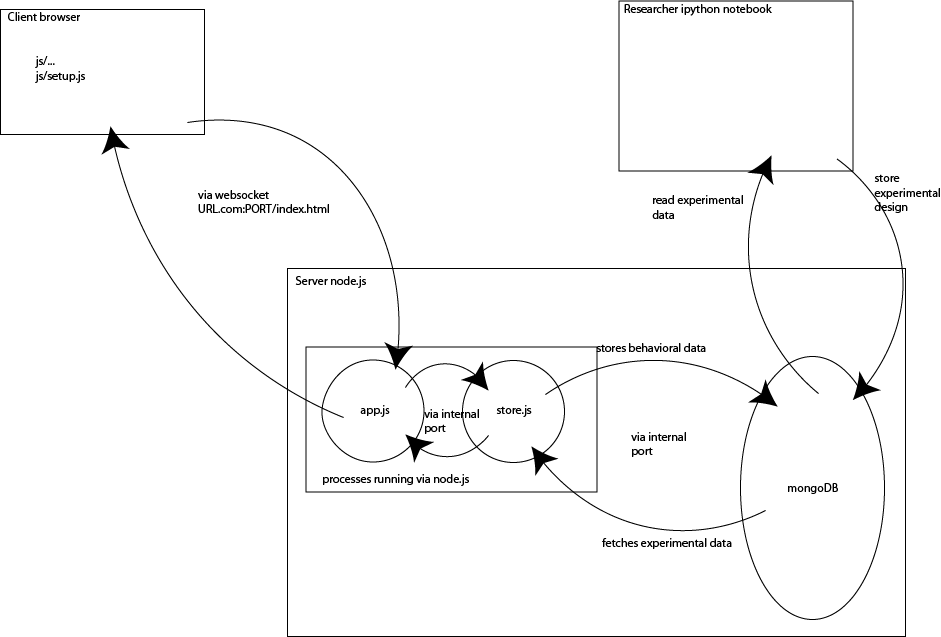 Client browser
js/...
js/setup.js
Researcher ipython notebook
via websocket
URL.com:PORT/index.html
read experimental
data
store
experimental
design
Server node.js
stores behavioral data
app.js
via internal
port
store.js
via internal
port
processes running via node.js
mongoDB
fetches experimental data